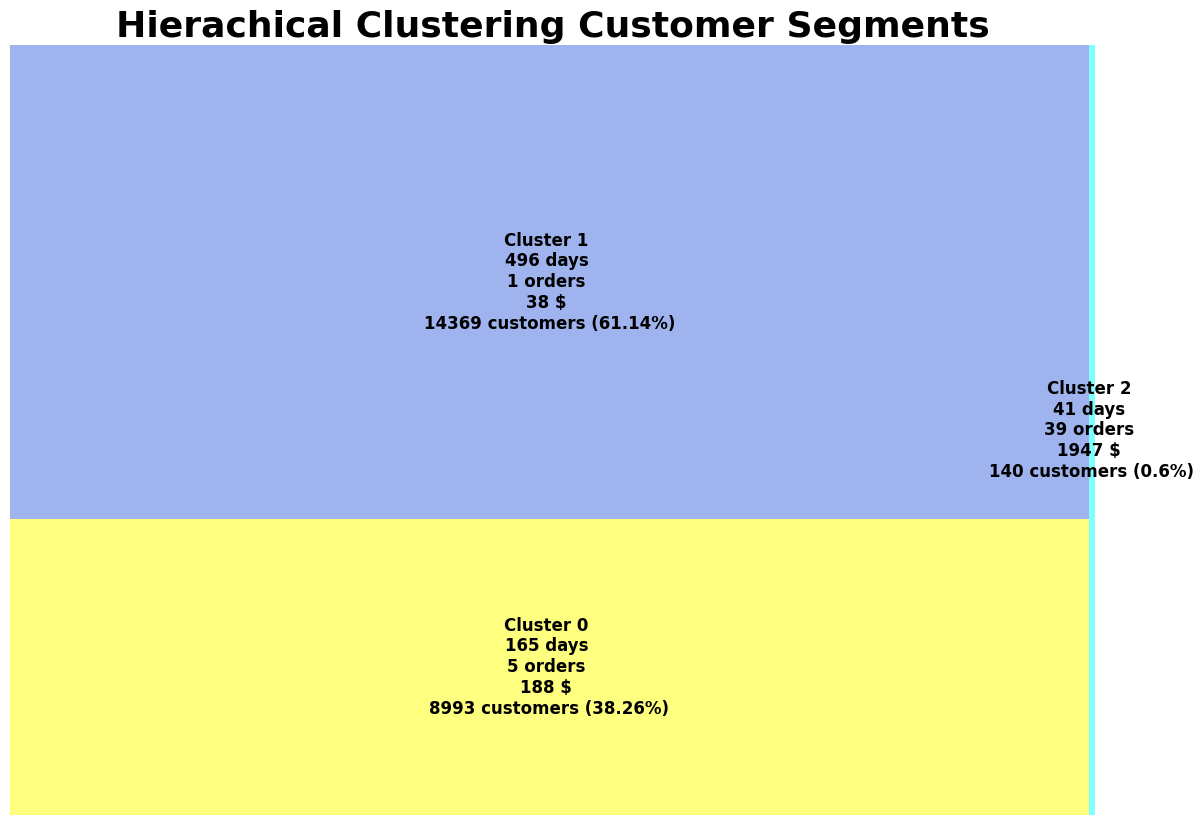 Hierachical Clustering Customer Segments
Cluster 1
496 days
1 orders
38 $
14369 customers (61.14%)
Cluster 2
41 days
39 orders
1947 $
140 customers (0.6%)
Cluster 0
165 days
5 orders
188 $
8993 customers (38.26%)